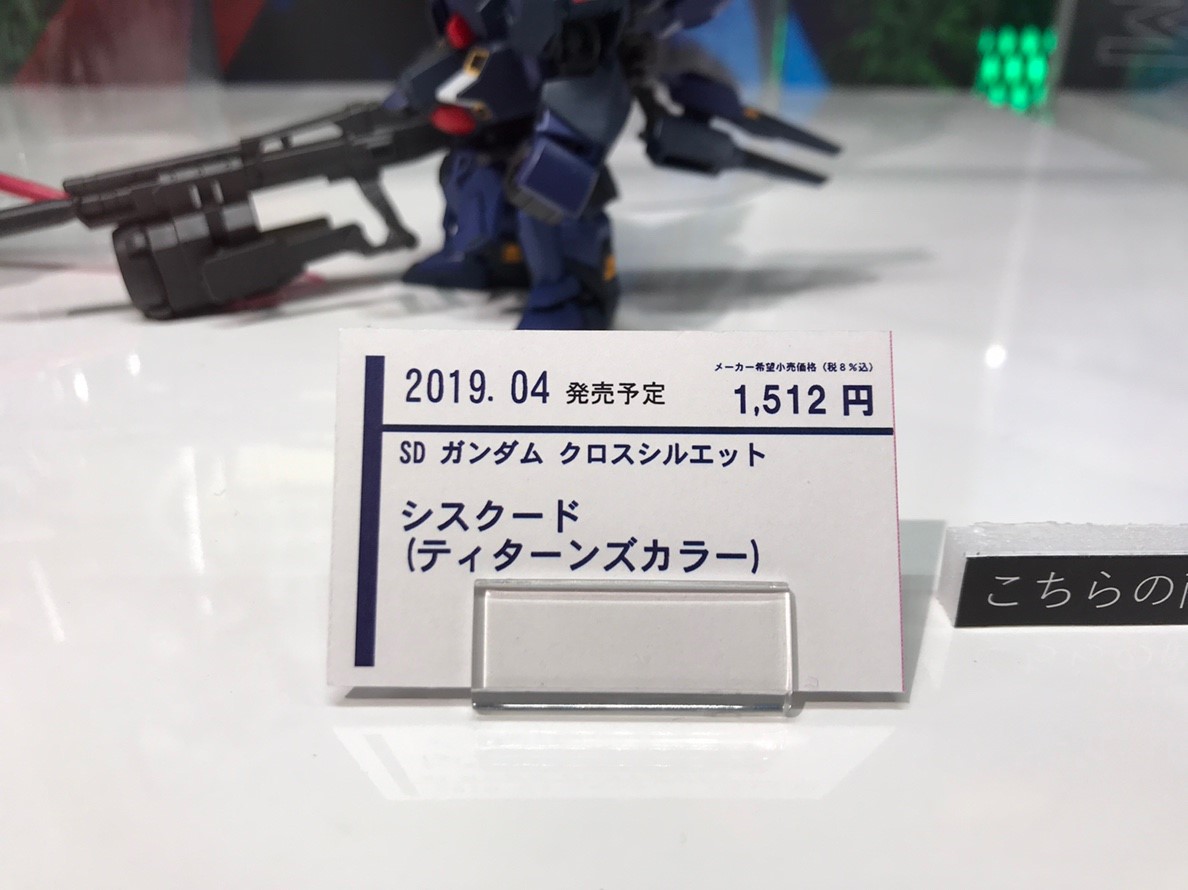 2019. 04 発売予定
メーカー希望小売価格（税8％込）
1,512 円
SD ガンダム クロスシルエット
シスクード
(ティターンズカラー)
こちらの